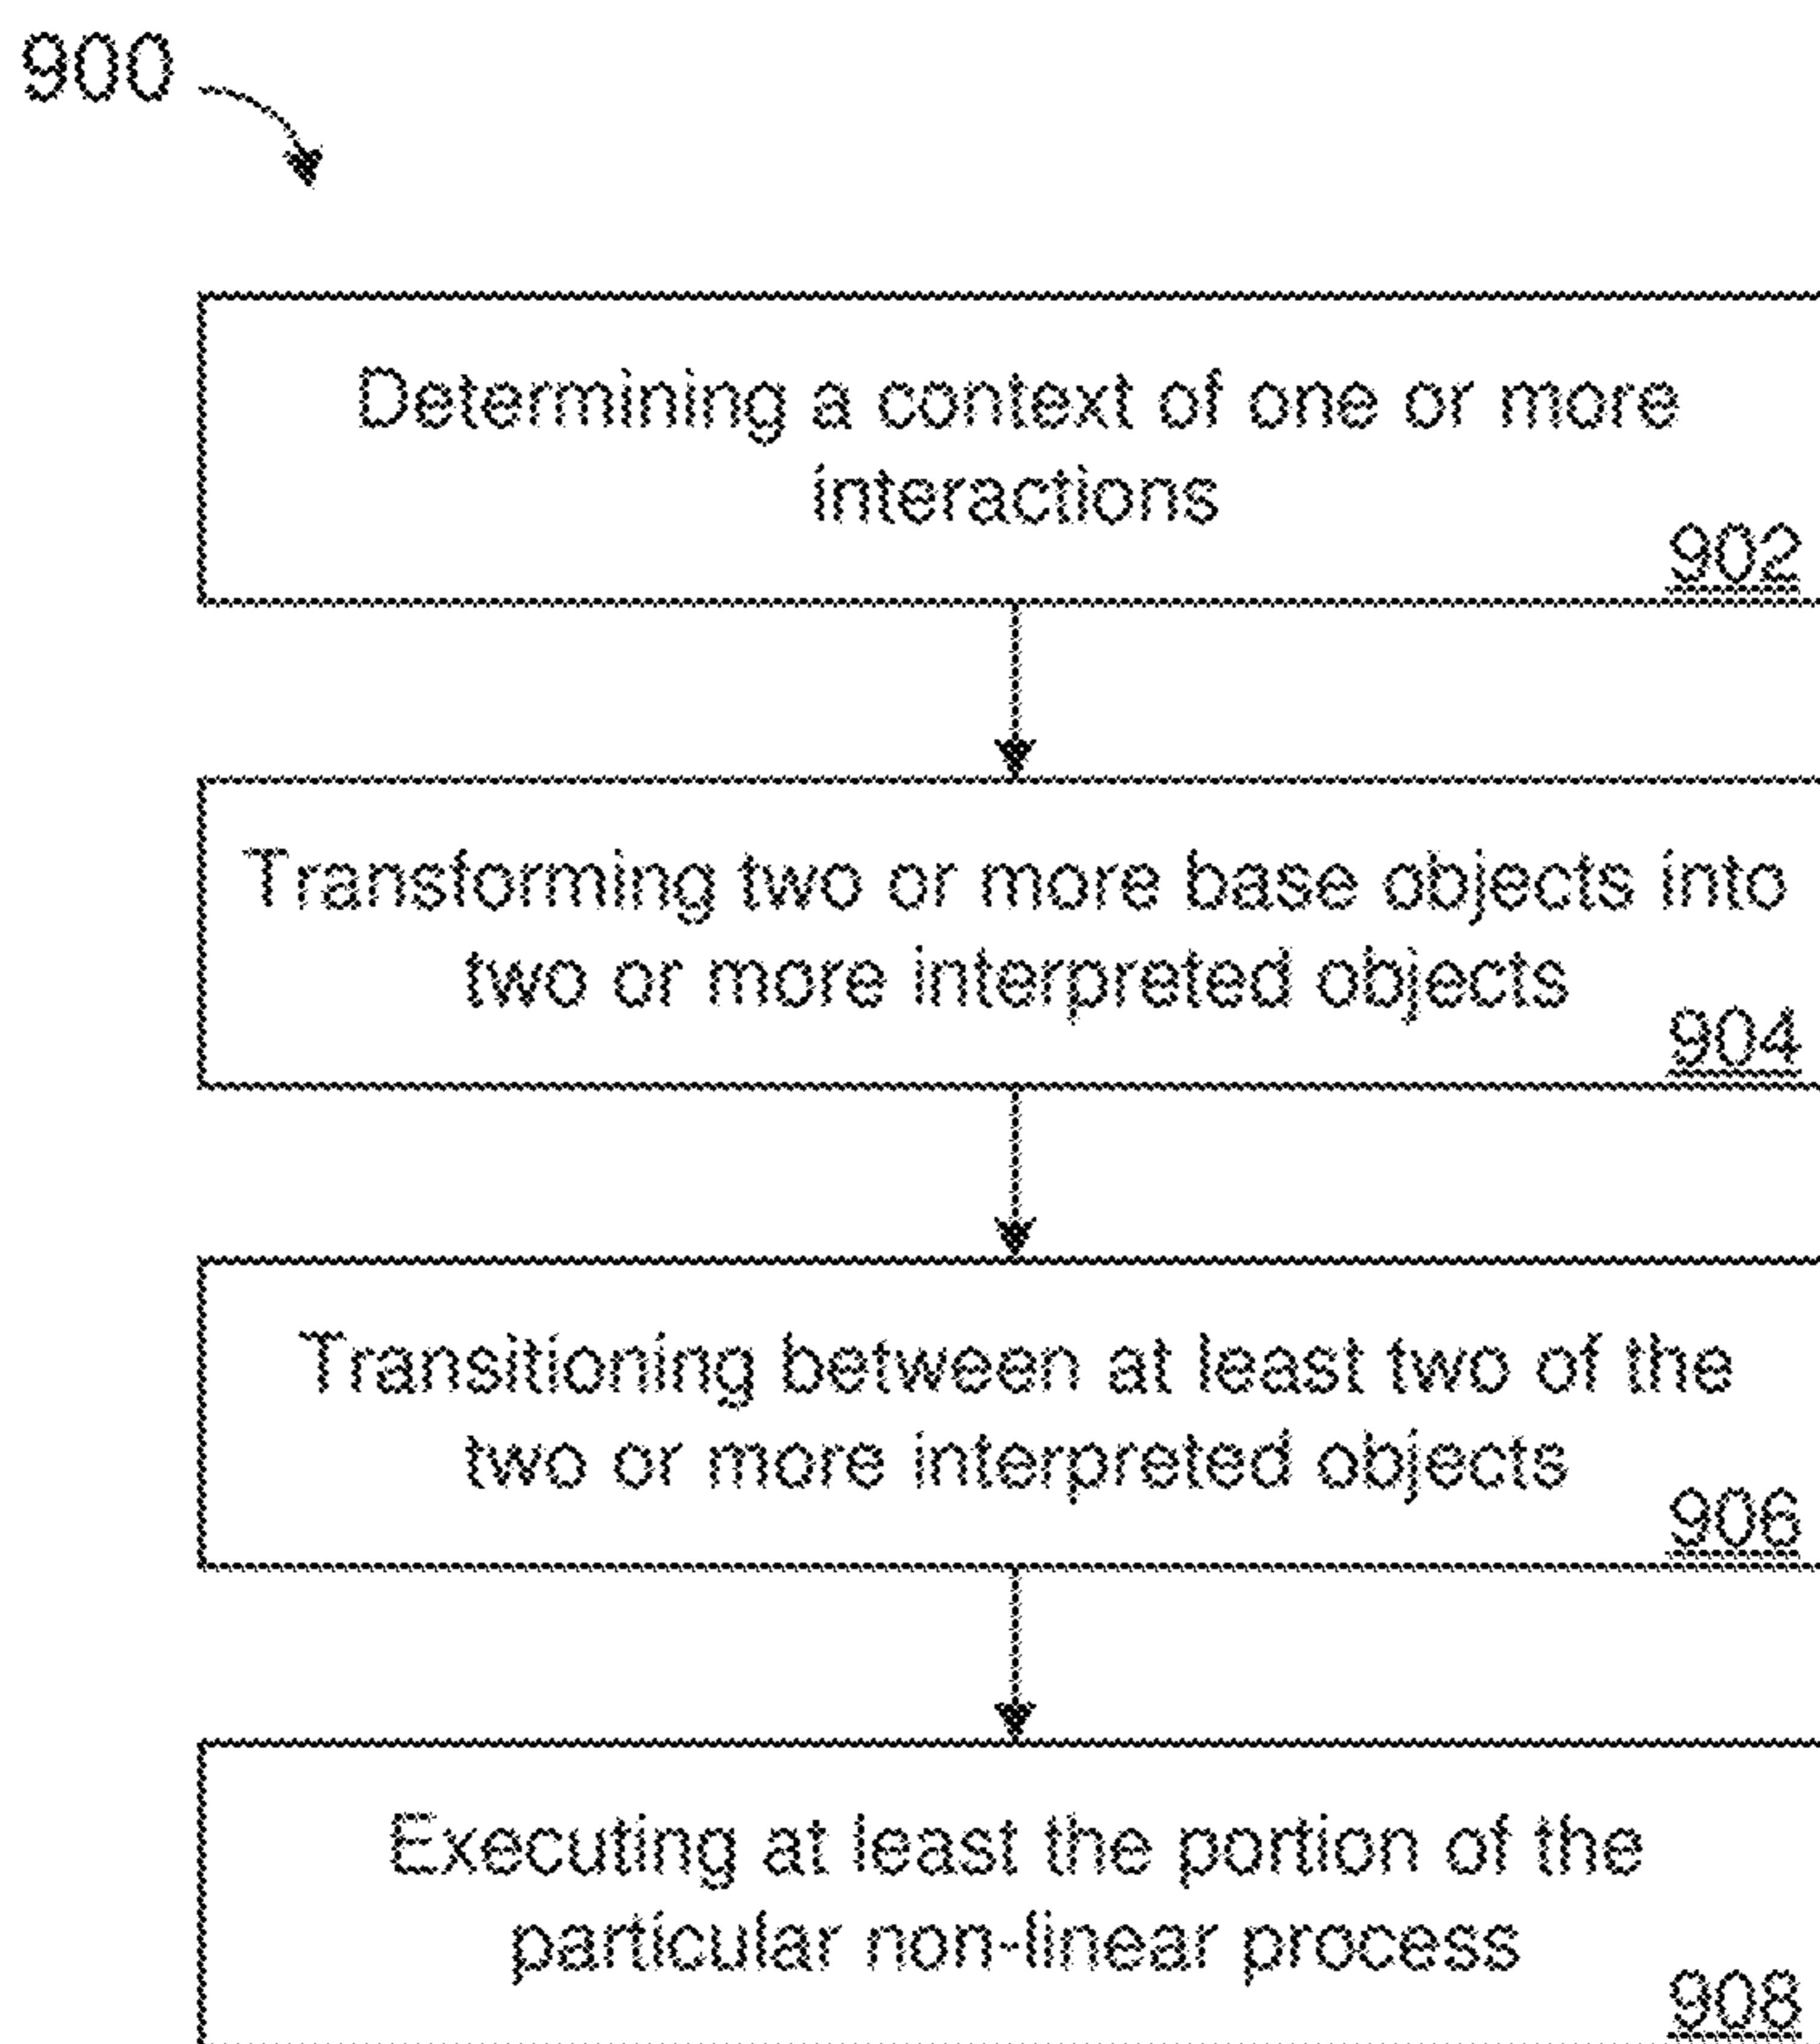 900
Determining a context of one or more
interactions
902
Transforming two or more base objects into
two or more interpreted objects
904
Transitioning between at least two of the
two or more interpreted objects
906
Executing at least the portion of the
particular non-linear process
908